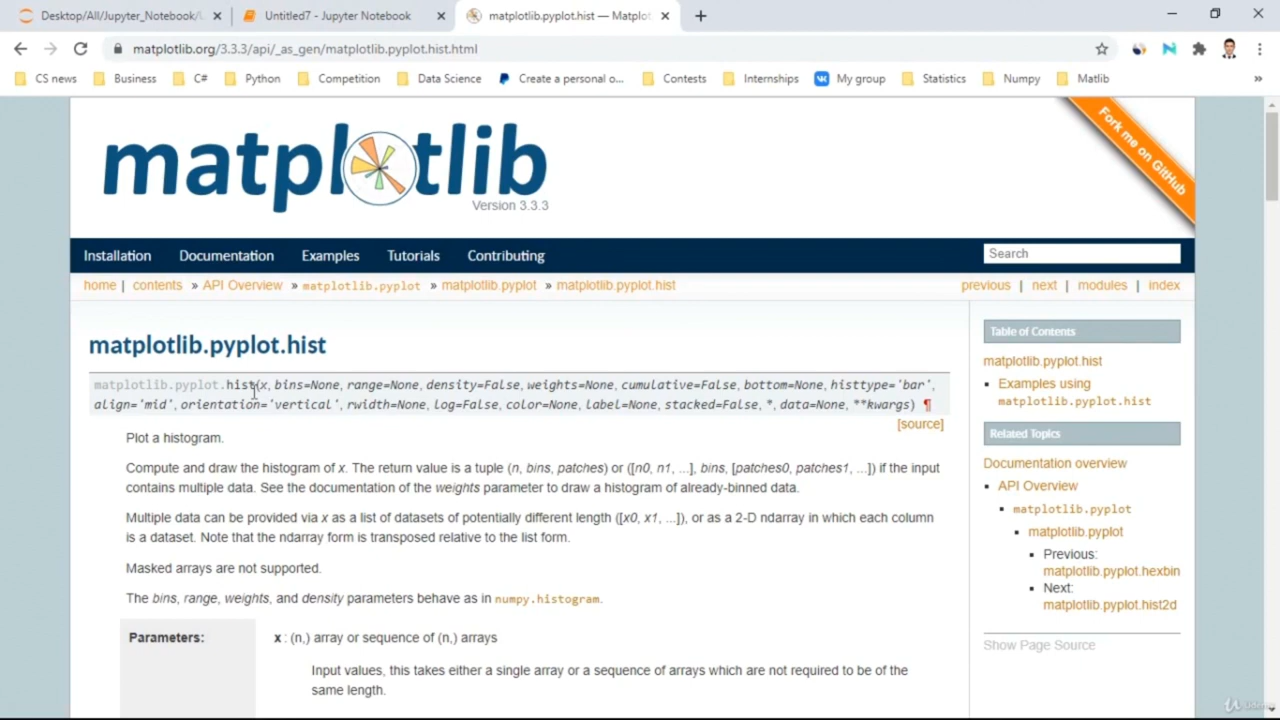 Desktop/All/Jupyter_Notebook/
Untitled7 - Jupyter Notebook
matplotlib.pyplot.hist — Matplot
matplotlib.org/3.3.3/api/_as_gen/matplotlib.pyplot.hist.html
CS news
Business
C#
Python
Competition
Data Science
Create a personal o...
Contests
Internships
My group
Statistics
Numpy
Matlib
»
matplotlib
Version 3.3.3
Fork me on GitHub
Installation Documentation Examples Tutorials Contributing
Search
home | contents » API Overview » matplotlib.pyplot » matplotlib.pyplot » matplotlib.pyplot.hist
previous | next | modules | index
matplotlib.pyplot.hist
matplotlib.pyplot.hist(x, bins=None, range=None, density=False, weights=None, cumulative=False, bottom=None, histtype='bar',
align='mid', orientation='vertical', rwidth=None, log=False, color=None, label=None, stacked=False, *, data=None, **kwargs) ¶
[source]
Plot a histogram.
Compute and draw the histogram of x. The return value is a tuple (n, bins, patches) or ([n0, n1, ...], bins, [patches0, patches1, ...]) if the input
contains multiple data. See the documentation of the weights parameter to draw a histogram of already-binned data.
Multiple data can be provided via x as a list of datasets of potentially different length ([x0, x1, ...]), or as a 2-D ndarray in which each column
is a dataset. Note that the ndarray form is transposed relative to the list form.
Masked arrays are not supported.
The bins, range, weights, and density parameters behave as in numpy.histogram.
Parameters:
x : (n,) array or sequence of (n,) arrays
Input values, this takes either a single array or a sequence of arrays which are not required to be of the
same length.
Table of Contents
matplotlib.pyplot.hist
Examples using
matplotlib.pyplot.hist
Related Topics
Documentation overview
API Overview
matplotlib.pyplot
matplotlib.pyplot
Previous:
matplotlib.pyplot.hexbin
Next:
matplotlib.pyplot.hist2d
Show Page Source